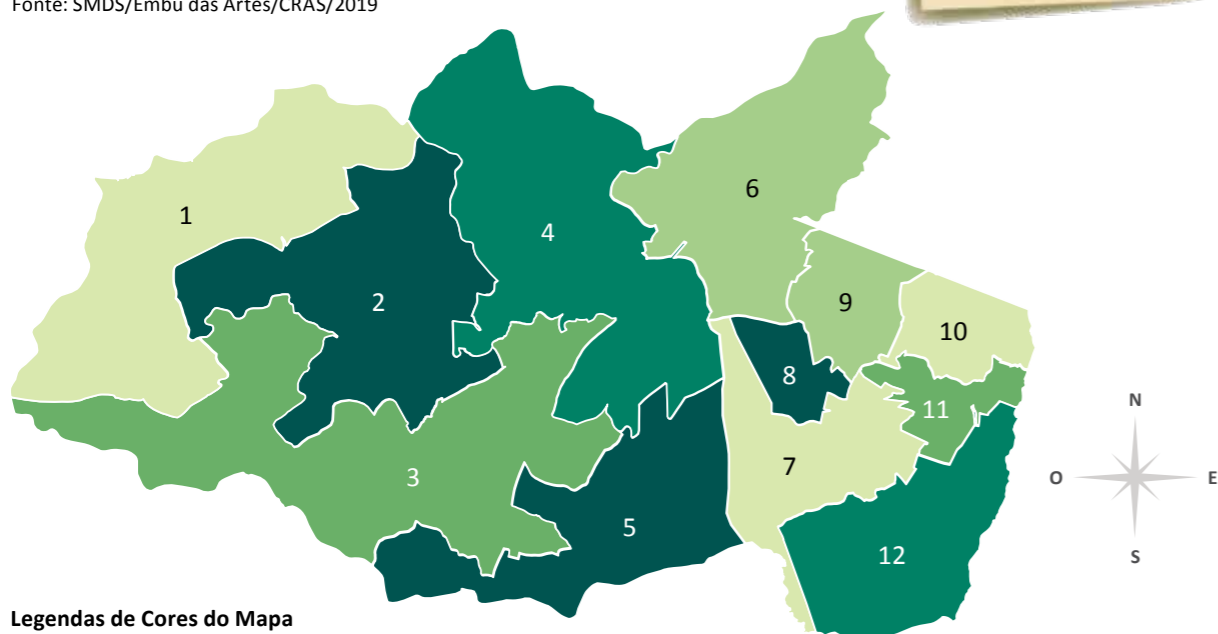 Fonte: SMDS/Embu das Artes/CRAS/2019
6
1
4
2
9
10
8
11
N
7
3
O
E
5
12
S
Legendas de Cores do Mapa